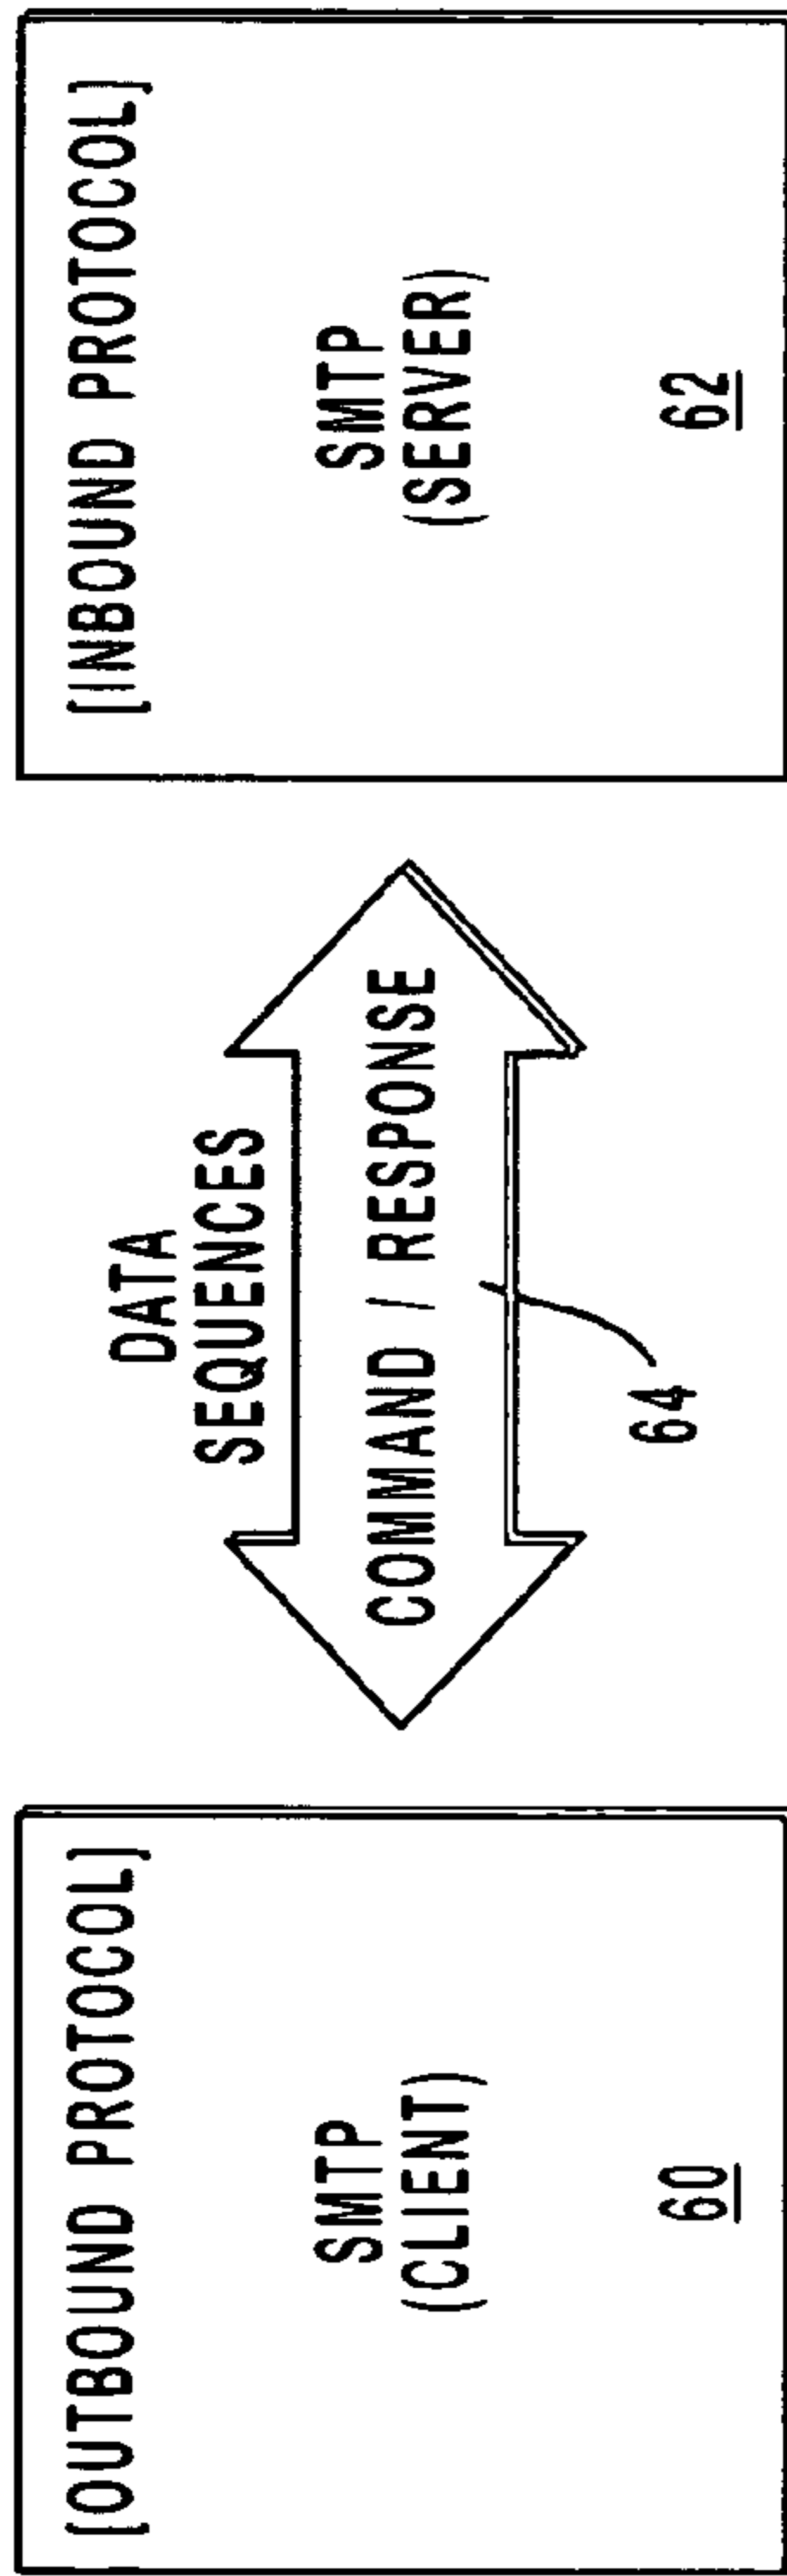 [OUTBOUND PROTOCOL]
SMTP
(CLIENT)
60
DATA
SEQUENCES
COMMAND / RESPONSE
64
[INBOUND PROTOCOL]
SMTP
(SERVER)
62